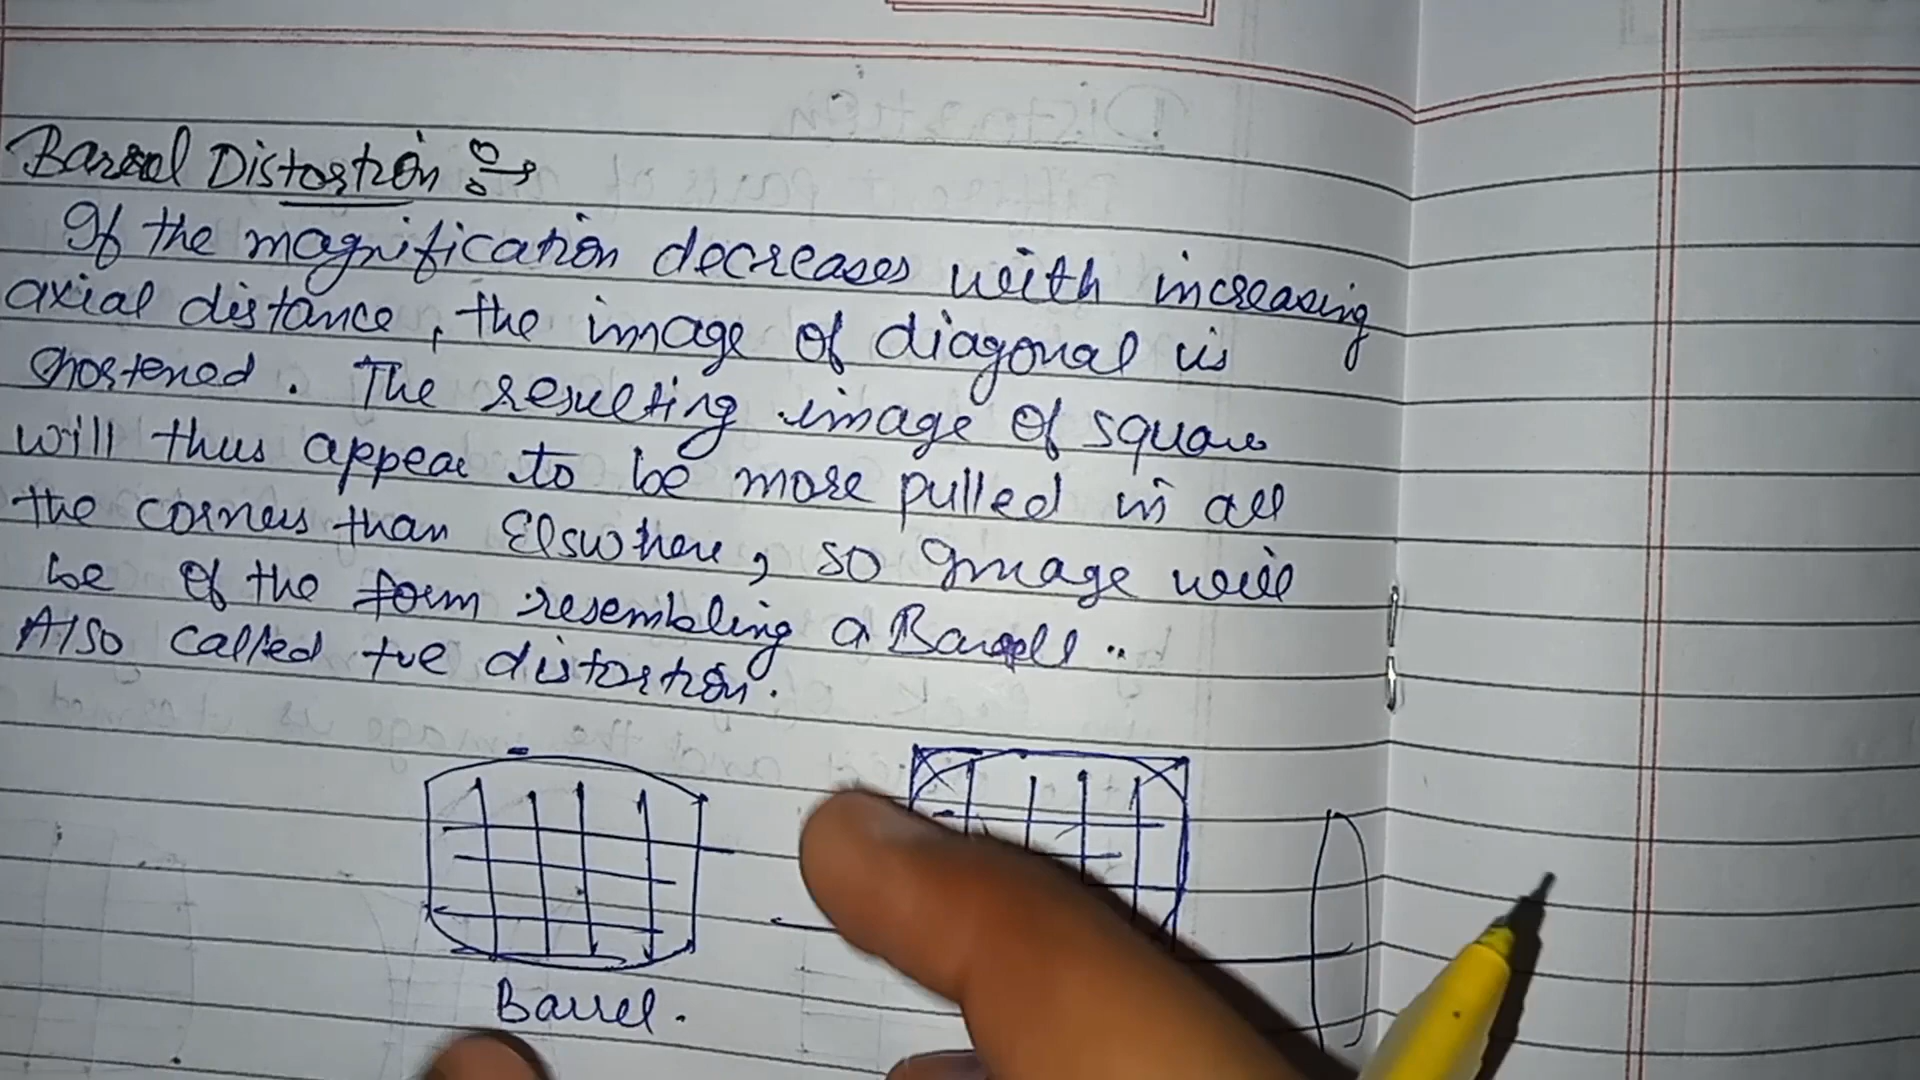 Barrel Distortion :→
If the magnification decreases with increasing
axial distance, the image of diagonal is
shortened. The resulting image of square
will thus appear to be more pulled in all
the corners than Elswhere, so Image will
be of the form resembling a Barrell ..
Also called +ve distortion.
Barrel.